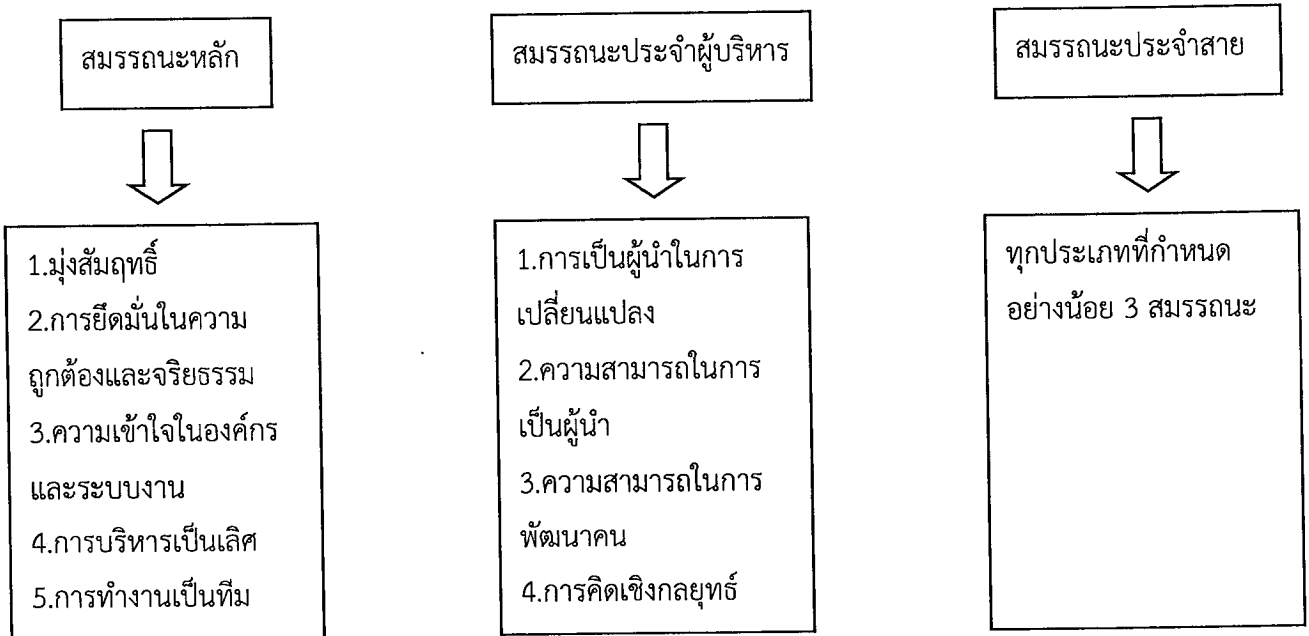 สมรรถนะหลัก
1.มุ่งสัมฤทธิ์
2.การยึดมั่นในความ
ถูกต้องและจริยธรรม
3.ความเข้าใจในองค์กร
และระบบงาน
4.การบริหารเป็นเลิศ
5.การทำงานเป็นทีม
สมรรถนะประจำผู้บริหาร
1.การเป็นผู้นำในการ
เปลี่ยนแปลง
2.ความสามารถในการ
เป็นผู้นำ
3.ความสามารถในการ
พัฒนาคน
4.การคิดเชิงกลยุทธ์
สมรรถนะประจำสาย
ทุกประเภทที่กำหนด
อย่างน้อย 3 สมรรถนะ